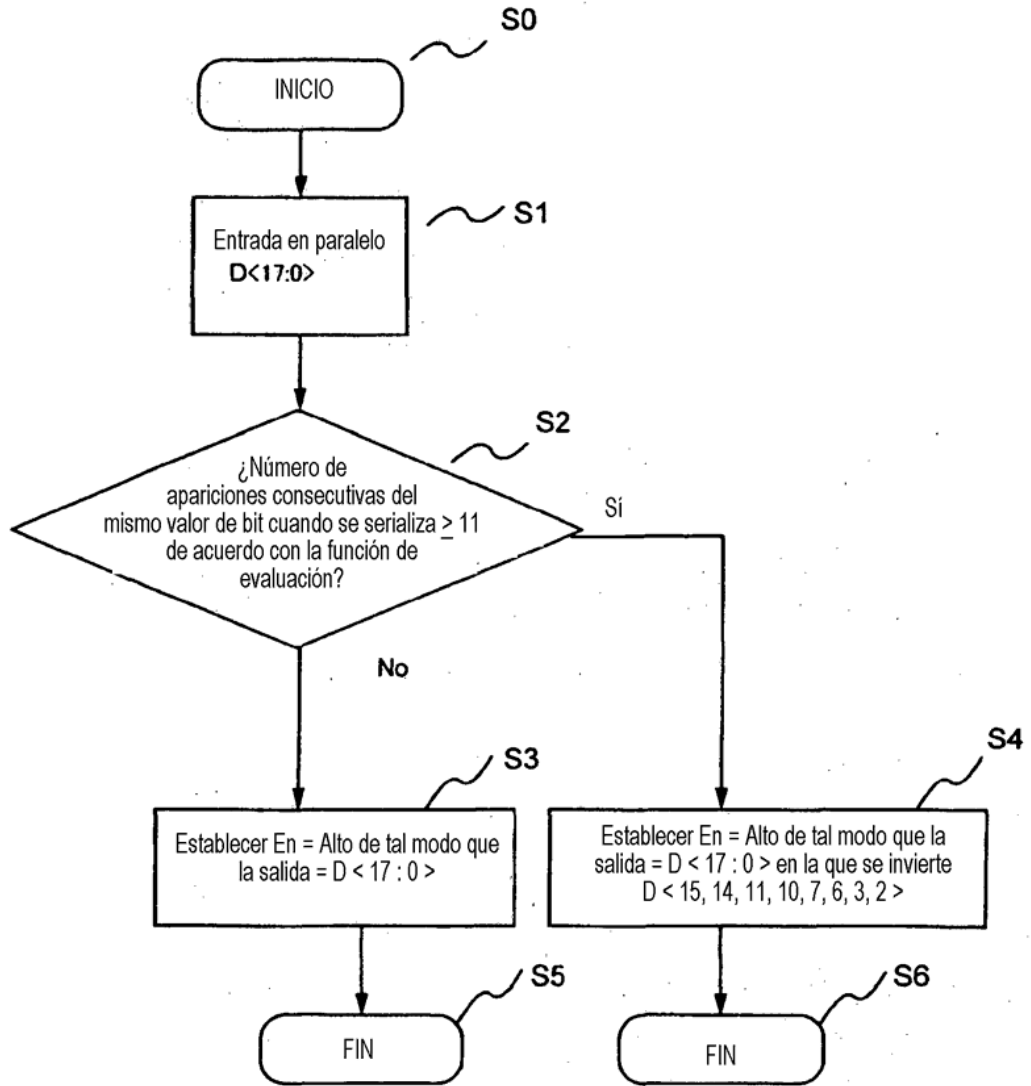 S0
INICIO
S1
Entrada en paralelo
D<17:0>
S2
¿Número de
apariciones consecutivas del
mismo valor de bit cuando se serializa ≥ 11
de acuerdo con la función de
evaluación?
Sí
No
S3
Establecer En = Alto de tal modo que
la salida = D < 17 : 0 >
S4
Establecer En = Alto de tal modo que la
salida = D < 17 : 0 > en la que se invierte
D < 15, 14, 11, 10, 7, 6, 3, 2 >
S5
FIN
S6
FIN